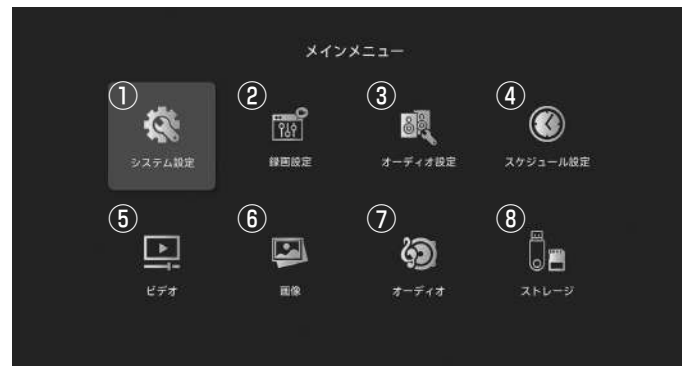 メインメニュー
① ② ③ ④
システム設定 録画設定 オーディオ設定 スケジュール設定
⑤ ⑥ ⑦ ⑧
ビデオ 画像 オーディオ ストレージ